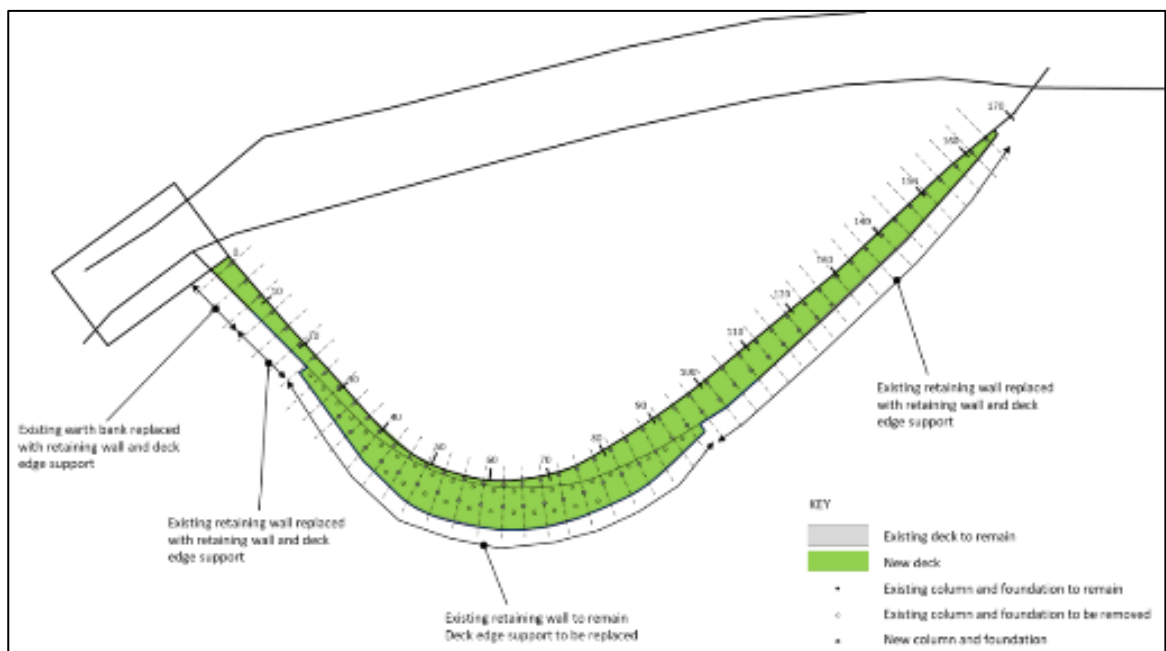 0
10
20
30
40
50
60
70
80
90
100
110
120
130
140
150
160
170
Existing earth bank replaced
with retaining wall and deck
edge support
Existing retaining wall replaced
with retaining wall and deck
edge support
Existing retaining wall to remain
Deck edge support to be replaced
Existing retaining wall replaced
with retaining wall and deck
edge support
KEY
Existing deck to remain
New deck
Existing column and foundation to remain
Existing column and foundation to be removed
New column and foundation